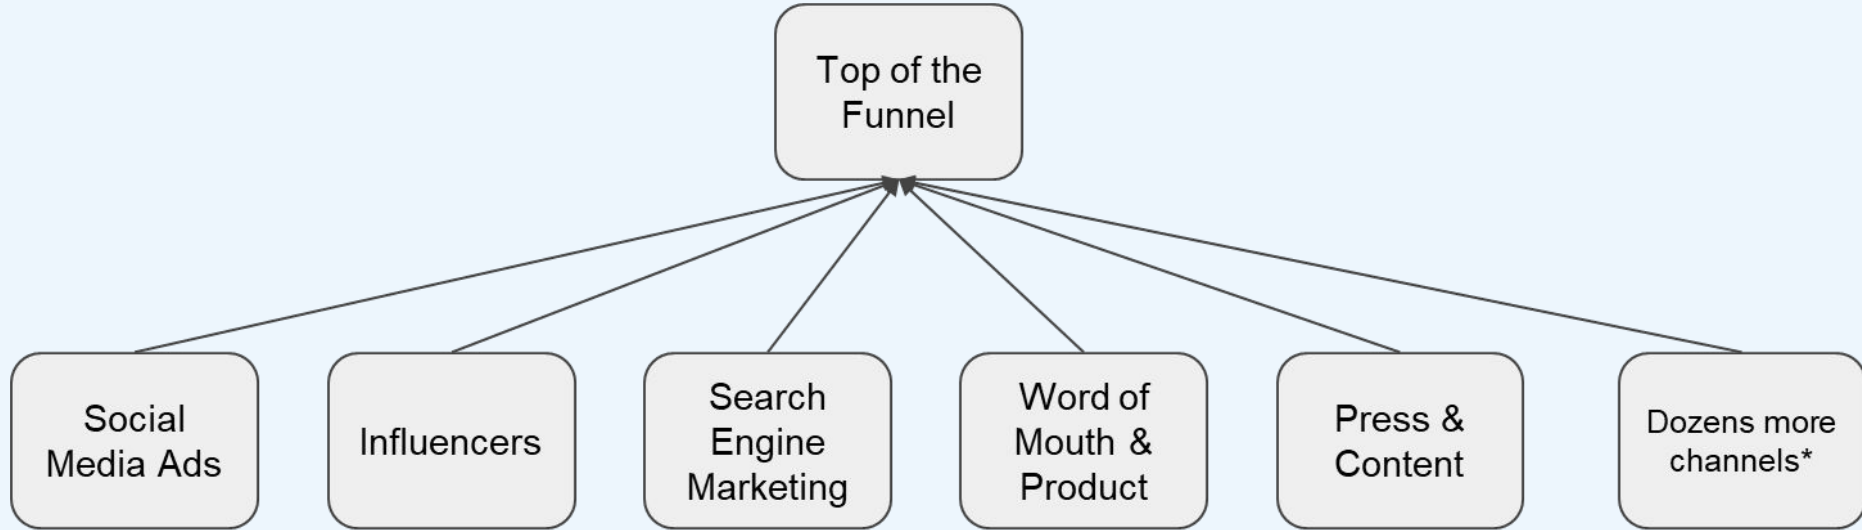 Top of the
Funnel
Social
Media Ads
Influencers
Search
Engine
Marketing
Word of
Mouth &
Product
Press &
Content
Dozens more
channels*